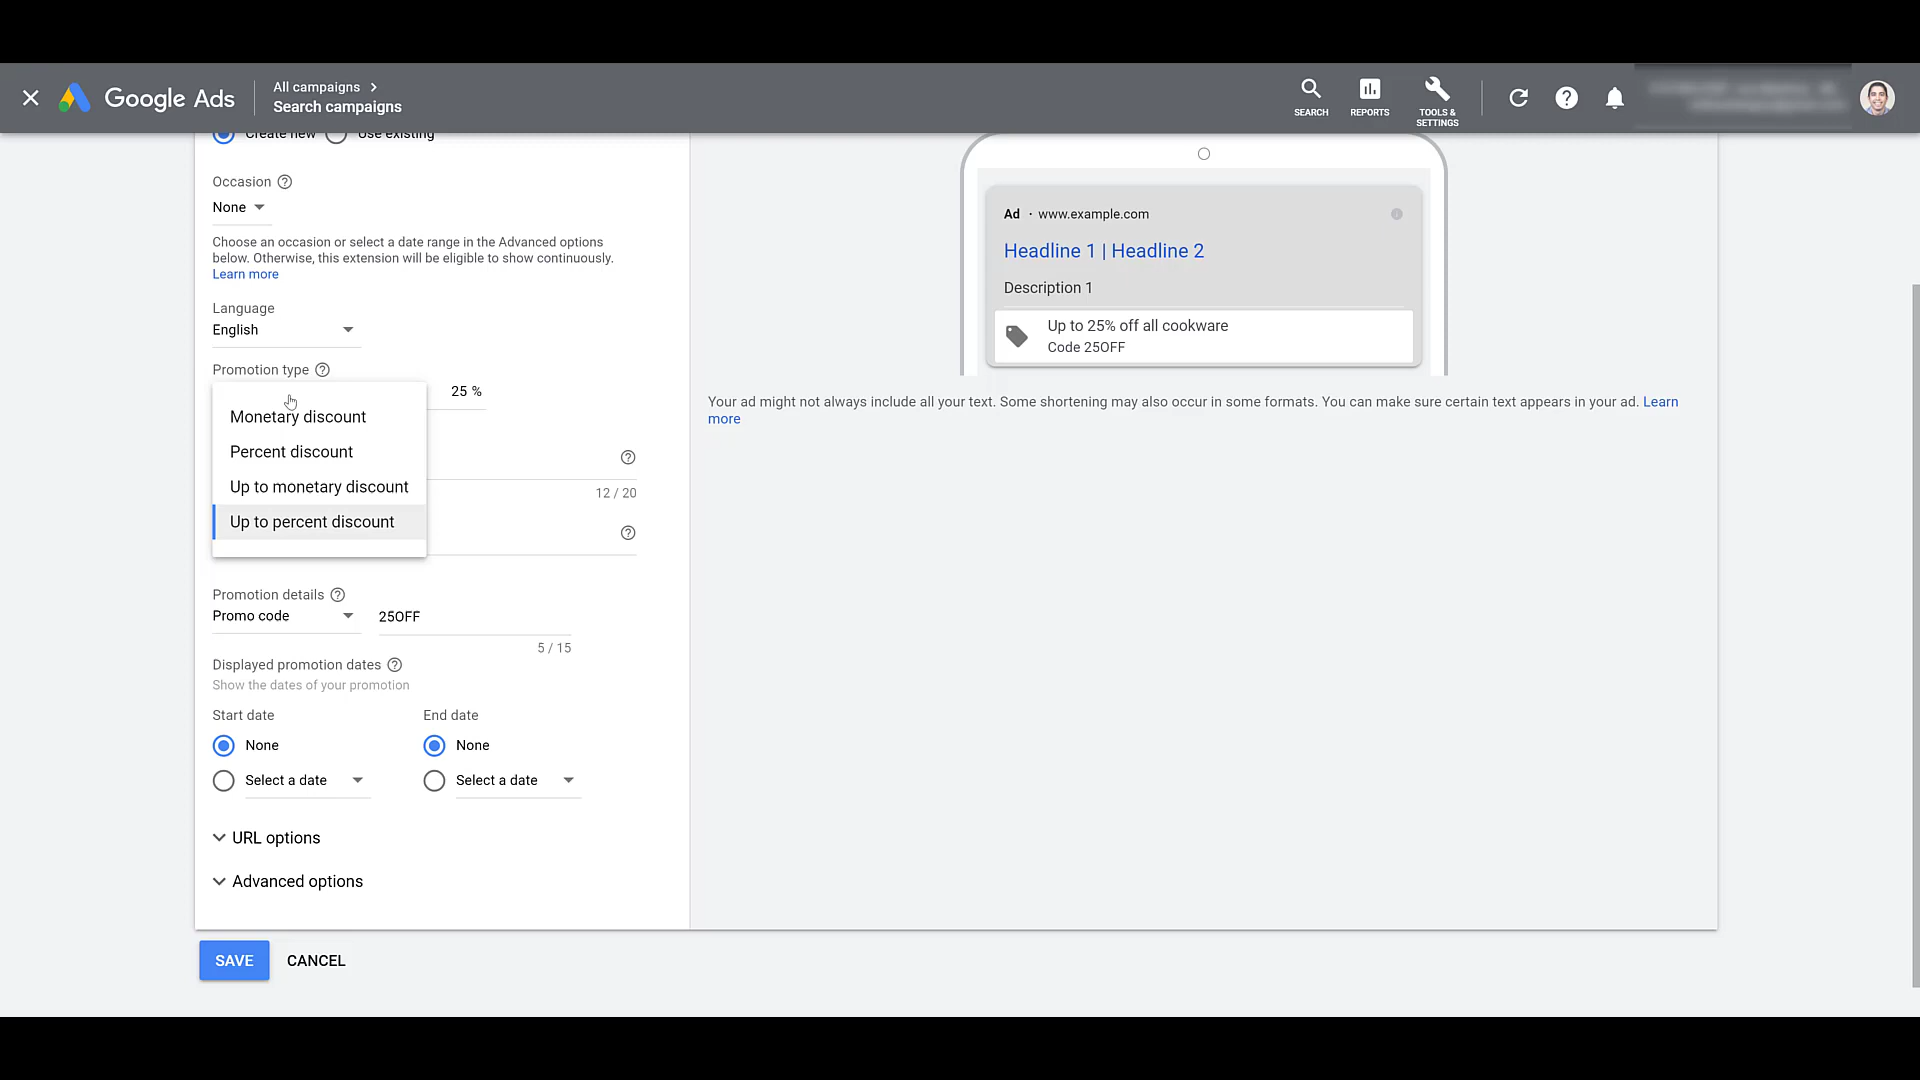 Google Ads
All campaigns
Search campaigns
SEARCH
REPORTS
TOOLS &
SETTINGS
Create new
Use existing
Occasion
None
Choose an occasion or select a date range in the Advanced options
below. Otherwise, this extension will be eligible to show continuously.
Learn more
Language
English
Promotion type
25 %
Monetary discount
Percent discount
Up to monetary discount
Up to percent discount
12 / 20
Promotion details
Promo code
25OFF
5 / 15
Displayed promotion dates
Show the dates of your promotion
Start date
End date
None
None
Select a date
Select a date
URL options
Advanced options
SAVE
CANCEL
Ad · www.example.com
Headline 1 | Headline 2
Description 1
Up to 25% off all cookware
Code 25OFF
Your ad might not always include all your text. Some shortening may also occur in some formats. You can make sure certain text appears in your ad. Learn
more